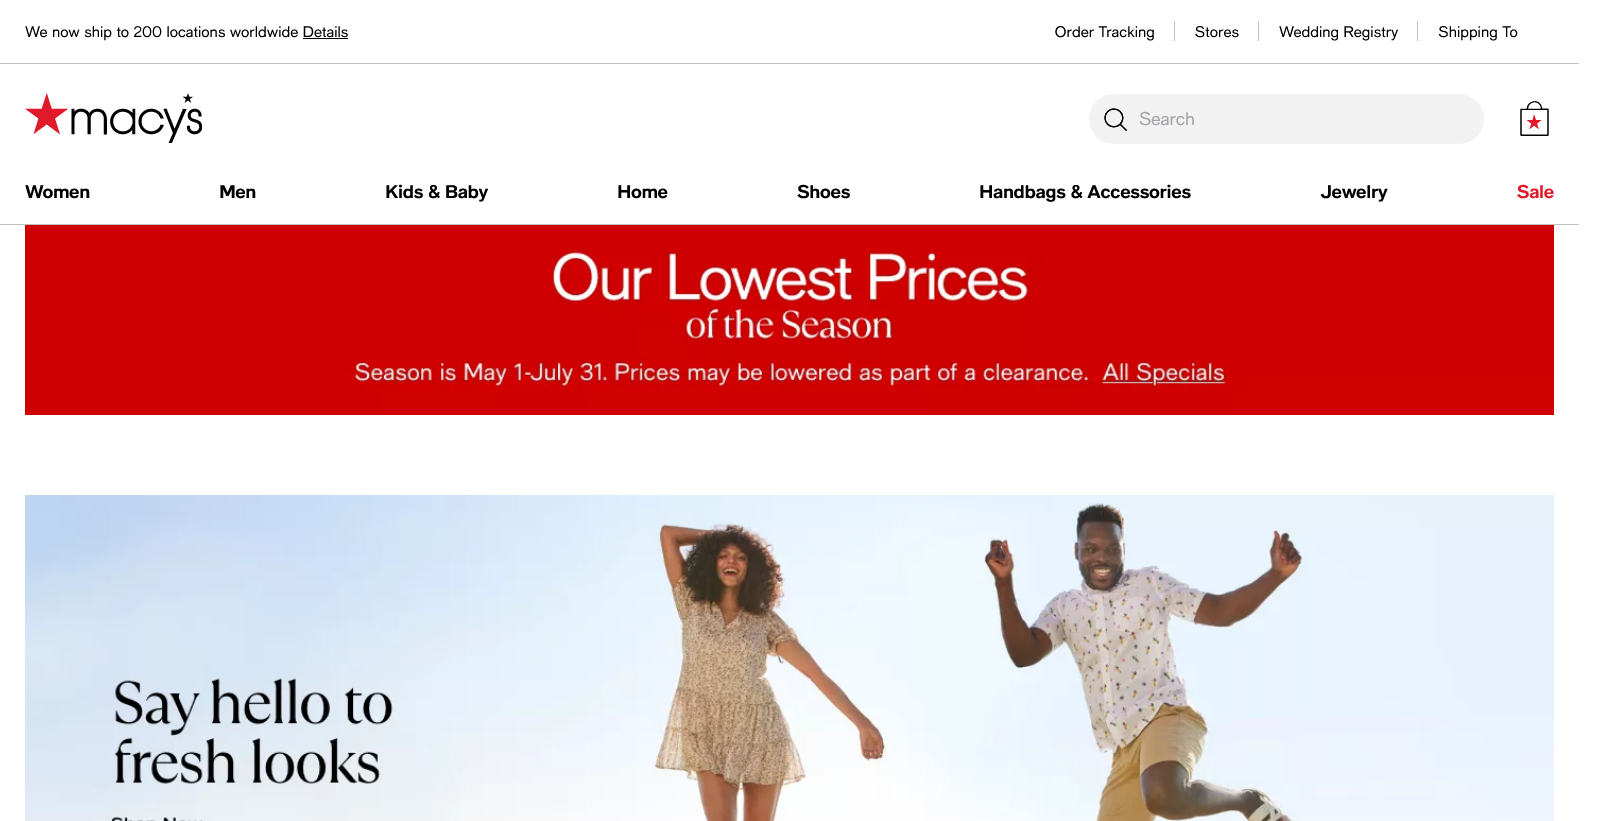 We now ship to 200 locations worldwide Details
Order Tracking
Stores
Wedding Registry
Shipping To
macy's
Search
Women
Men
Kids & Baby
Home
Shoes
Handbags & Accessories
Jewelry
Sale
Our Lowest Prices
of the Season
Season is May 1-July 31. Prices may be lowered as part of a clearance. All Specials
Say hello to
fresh looks
Shop Now